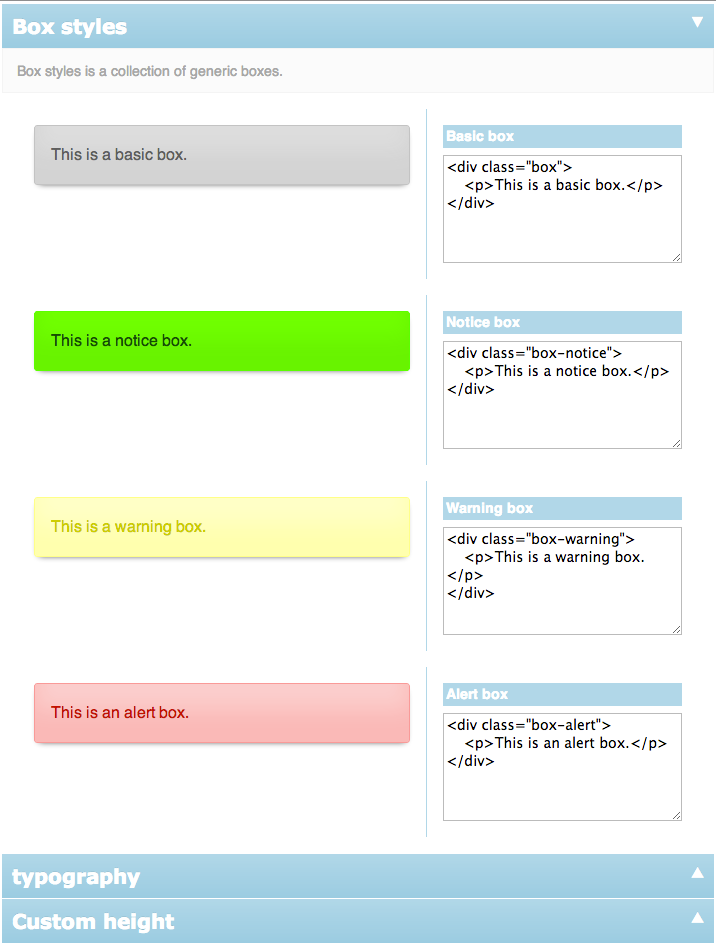 Box styles
Box styles is a collection of generic boxes.
This is a basic box.
Basic box
<div class="box">
    <p>This is a basic box.</p>
</div>
This is a notice box.
Notice box
<div class="box-notice">
    <p>This is a notice box.</p>
</div>
This is a warning box.
Warning box
<div class="box-warning">
    <p>This is a warning box.
</p>
</div>
This is an alert box.
Alert box
<div class="box-alert">
    <p>This is an alert box.</p>
</div>
typography
Custom height